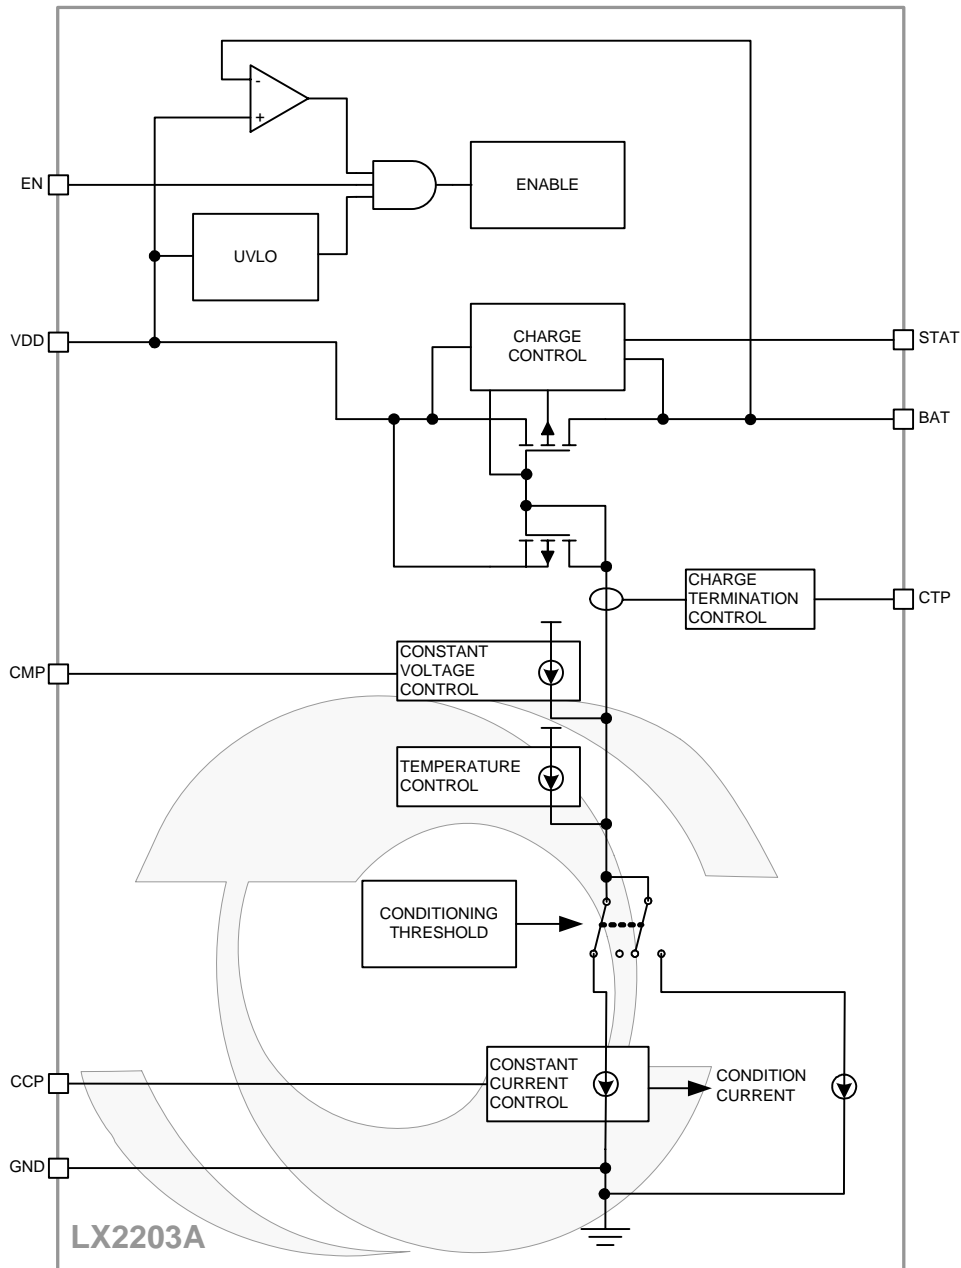 -
+
EN
ENABLE
UVLO
VDD
CHARGE
CONTROL
STAT
BAT
CHARGE
TERMINATION
CONTROL
CTP
CONSTANT
VOLTAGE
CONTROL
CMP
TEMPERATURE
CONTROL
CONDITIONING
THRESHOLD
CCP
CONSTANT
CURRENT
CONTROL
CONDITION
CURRENT
GND
LX2203A